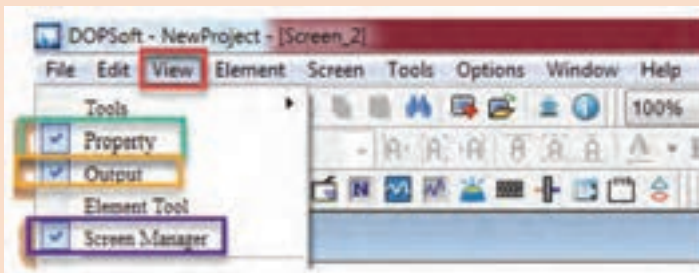 DOPSoft - NewProject - [Screen_2]
File Edit View Element Screen Tools Options Window Help
Tools
100%
Property
Output
Element Tool
Screen Manager